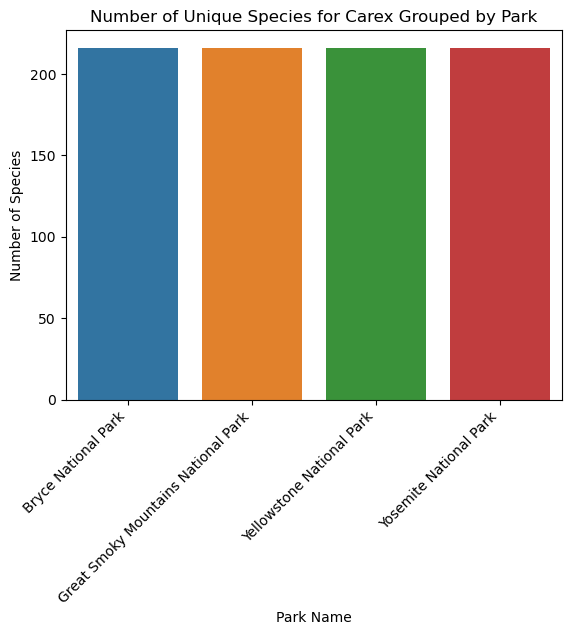 Number of Unique Species for Carex Grouped by Park
200
150
100
50
0
Number of Species
Bryce National Park
Great Smoky Mountains National Park
Yellowstone National Park
Yosemite National Park
Park Name